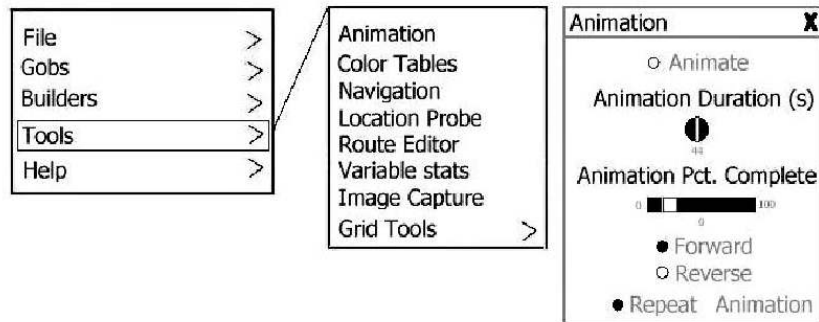 File >
Gobs >
Builders >
Tools >
Help >
Animation
Color Tables
Navigation
Location Probe
Route Editor
Variable stats
Image Capture
Grid Tools >
Animation X
Animate
Animation Duration (s)
44
Animation Pct. Complete
0 100
0
Forward
Reverse
Repeat Animation